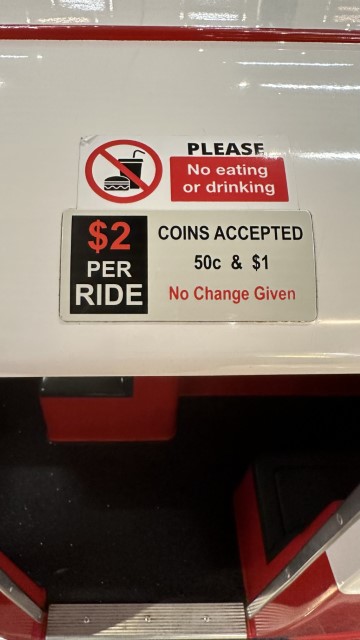 PLEASE
No eating
or drinking
$2
PER
RIDE
COINS ACCEPTED
50c & $1
No Change Given